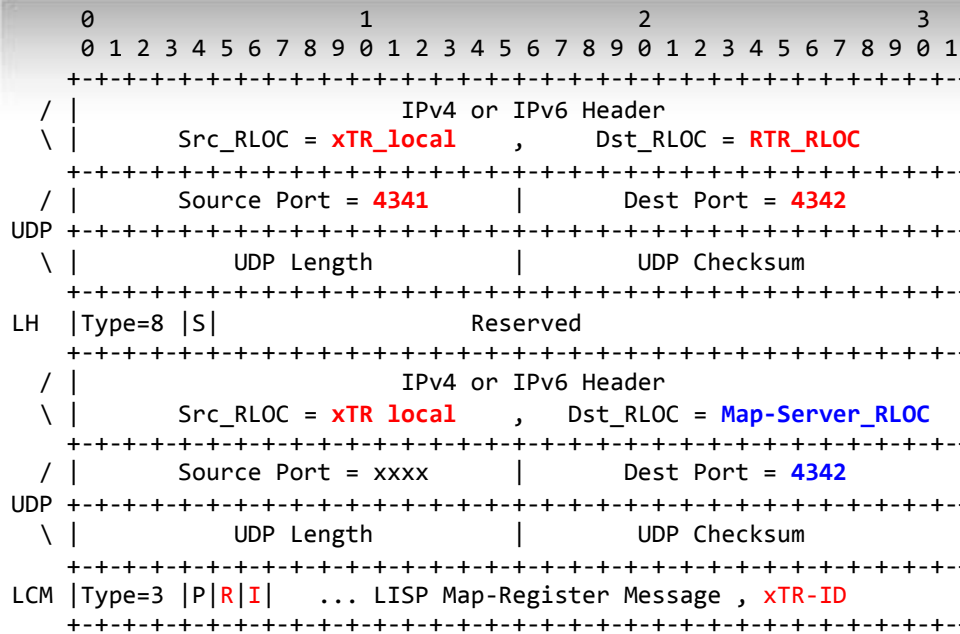 0 1 2 3
0 1 2 3 4 5 6 7 8 9 0 1 2 3 4 5 6 7 8 9 0 1 2 3 4 5 6 7 8 9 0 1
+-+-+-+-+-+-+-+-+-+-+-+-+-+-+-+-+-+-+-+-+-+-+-+-+-+-+-+-+-+-+-+-
/ | IPv4 or IPv6 Header
\ | Src_RLOC = xTR_local , Dst_RLOC = RTR_RLOC
+-+-+-+-+-+-+-+-+-+-+-+-+-+-+-+-+-+-+-+-+-+-+-+-+-+-+-+-+-+-+-+-
/ | Source Port = 4341 | Dest Port = 4342
UDP +-+-+-+-+-+-+-+-+-+-+-+-+-+-+-+-+-+-+-+-+-+-+-+-+-+-+-+-+-+-+-+-
\ | UDP Length | UDP Checksum
+-+-+-+-+-+-+-+-+-+-+-+-+-+-+-+-+-+-+-+-+-+-+-+-+-+-+-+-+-+-+-+-
LH |Type=8 |S| Reserved
+-+-+-+-+-+-+-+-+-+-+-+-+-+-+-+-+-+-+-+-+-+-+-+-+-+-+-+-+-+-+-+-
/ | IPv4 or IPv6 Header
\ | Src_RLOC = xTR local , Dst_RLOC = Map-Server_RLOC
+-+-+-+-+-+-+-+-+-+-+-+-+-+-+-+-+-+-+-+-+-+-+-+-+-+-+-+-+-+-+-+-
/ | Source Port = xxxx | Dest Port = 4342
UDP +-+-+-+-+-+-+-+-+-+-+-+-+-+-+-+-+-+-+-+-+-+-+-+-+-+-+-+-+-+-+-+-
\ | UDP Length | UDP Checksum
+-+-+-+-+-+-+-+-+-+-+-+-+-+-+-+-+-+-+-+-+-+-+-+-+-+-+-+-+-+-+-+-
LCM |Type=3 |P|R|I| ... LISP Map-Register Message , xTR-ID
+-+-+-+-+-+-+-+-+-+-+-+-+-+-+-+-+-+-+-+-+-+-+-+-+-+-+-+-+-+-+-+-